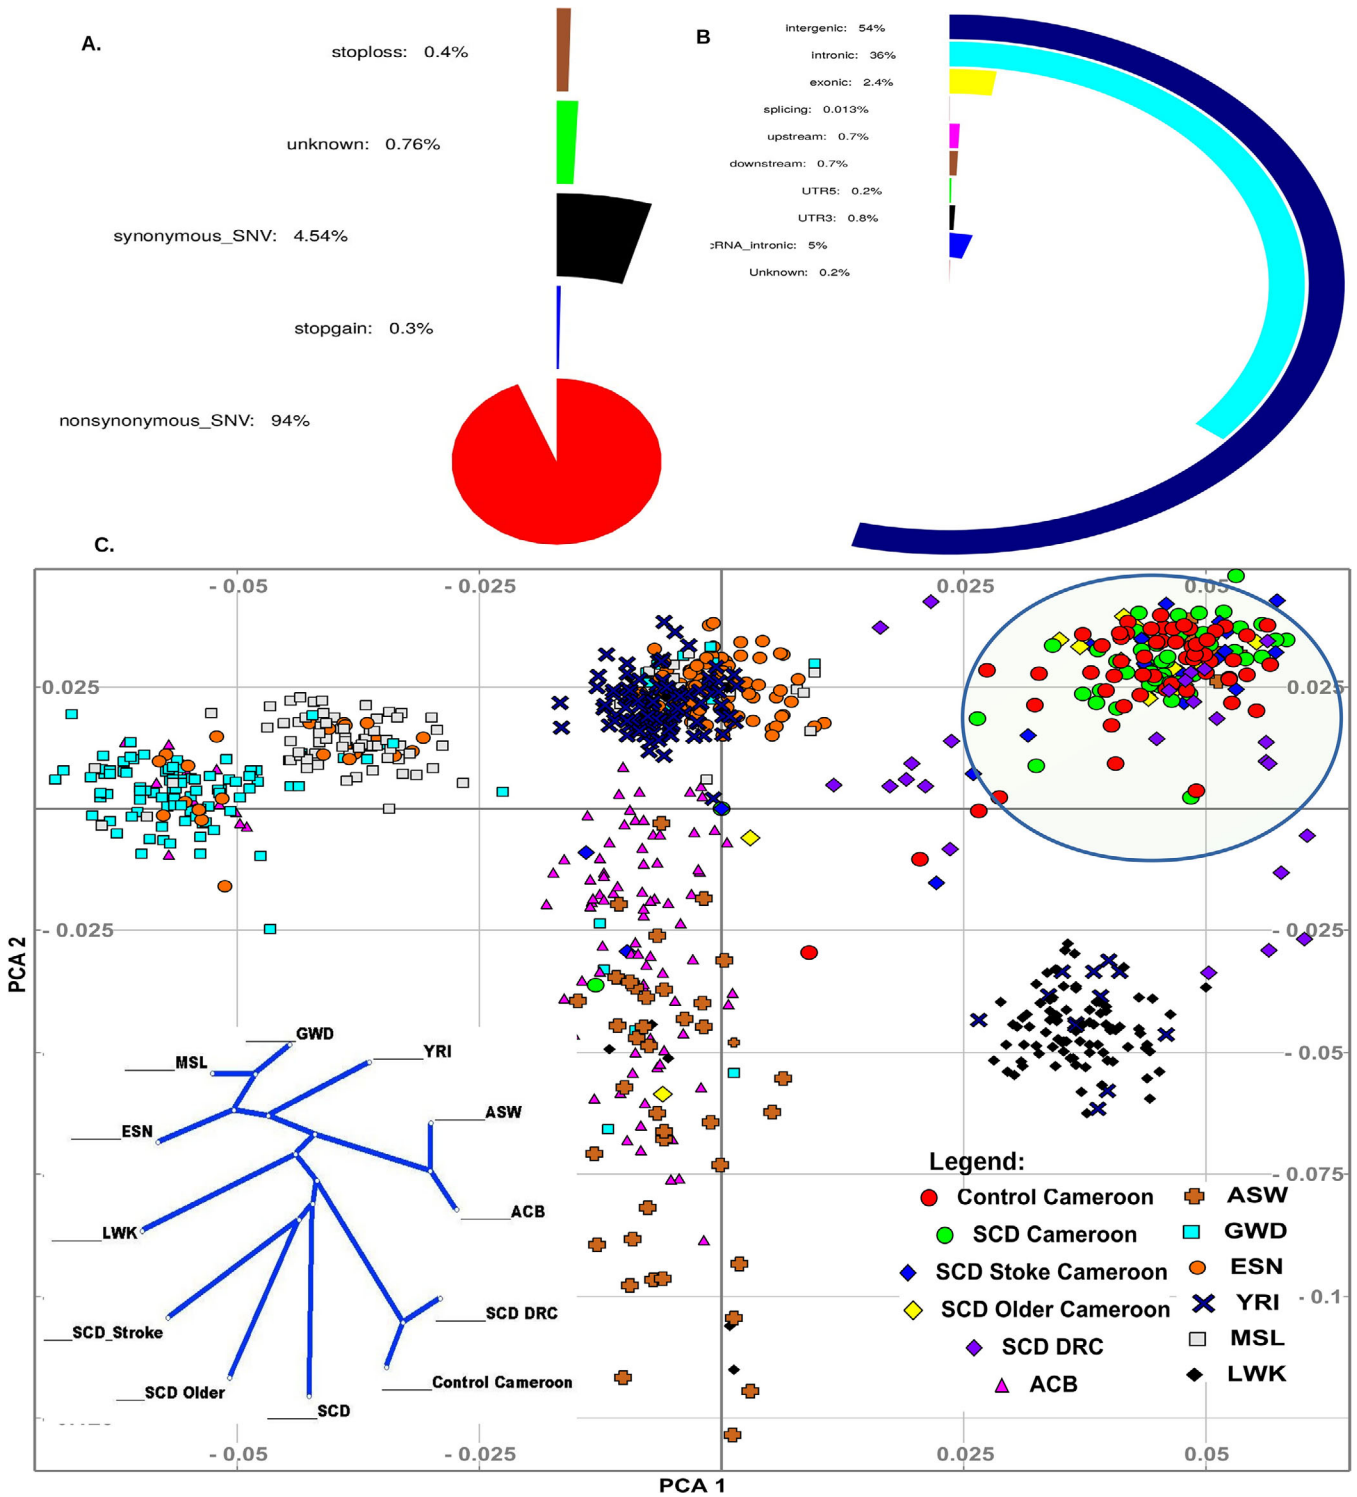 A.
stoploss: 0.4%
unknown: 0.76%
synonymous_SNV: 4.54%
stopgain: 0.3%
nonsynonymous_SNV: 94%
B
intergenic: 54%
intronic: 36%
exonic: 2.4%
splicing: 0.013%
upstream: 0.7%
downstream: 0.7%
UTR5: 0.2%
UTR3: 0.8%
cRNA_intronic: 5%
Unknown: 0.2%
C.
- 0.05
- 0.025
0.025
0.05
0.025
0.025
- 0.025
- 0.025
- 0.05
- 0.075
- 0.1
PCA 2
GWD
MSL
YRI
ESN
ASW
ACB
LWK
SCD_Stroke
SCD DRC
SCD Older
Control Cameroon
SCD
Legend:
Control Cameroon
SCD Cameroon
SCD Stoke Cameroon
SCD Older Cameroon
SCD DRC
ACB
ASW
GWD
ESN
YRI
MSL
LWK
- 0.05
- 0.025
0.025
0.05
PCA 1